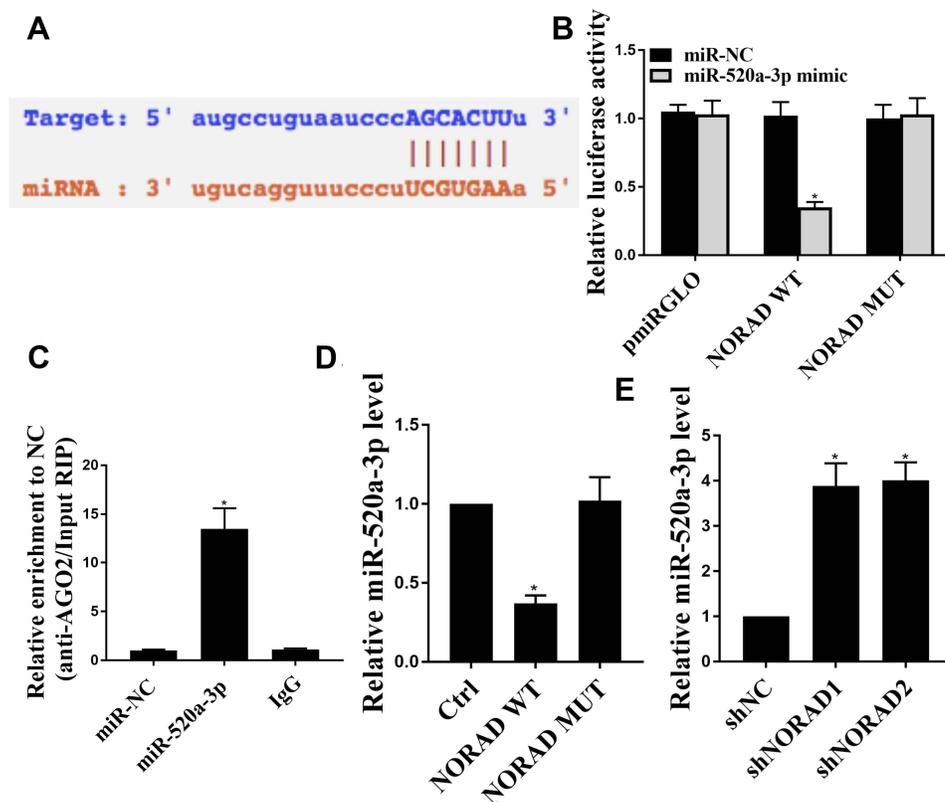 A
Target: 5' augccuguaaucccAGCACUUu 3'
|||||||
miRNA : 3' ugucagguuucccuUCGUGAAa 5'
B
Relative luciferase activity
1.5
1.0
0.5
0.0
miR-NC
miR-520a-3p mimic
*
pmiRGLO
NORAD WT
NORAD MUT
C
Relative enrichment to NC
(anti-AGO2/Input RIP)
20
15
10
5
0
*
miR-NC
miR-520a-3p
IgG
D
Relative miR-520a-3p level
1.5
1.0
0.5
0.0
*
Ctrl
NORAD WT
NORAD MUT
E
Relative miR-520a-3p level
5
4
3
2
1
0
*
*
shNC
shNORAD1
shNORAD2